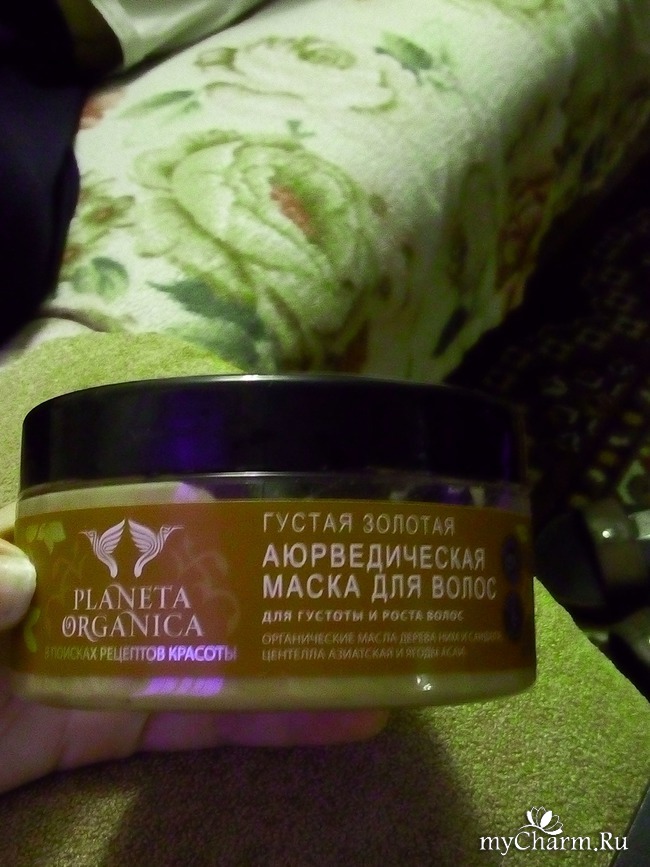 PLANETA
ORGANICA
В ПОИСКАХ РЕЦЕПТОВ КРАСОТЫ
ГУСТАЯ ЗОЛОТАЯ
АЮРВЕДИЧЕСКАЯ
МАСКА ДЛЯ ВОЛОС
ДЛЯ ГУСТОТЫ И РОСТА ВОЛОС
ОРГАНИЧЕСКИЕ МАСЛА ДЕРЕВА НИМ И САНДАЛА
ЦЕНТЕЛЛА АЗИАТСКАЯ И ЯГОДЫ АСАИ
myCharm.Ru